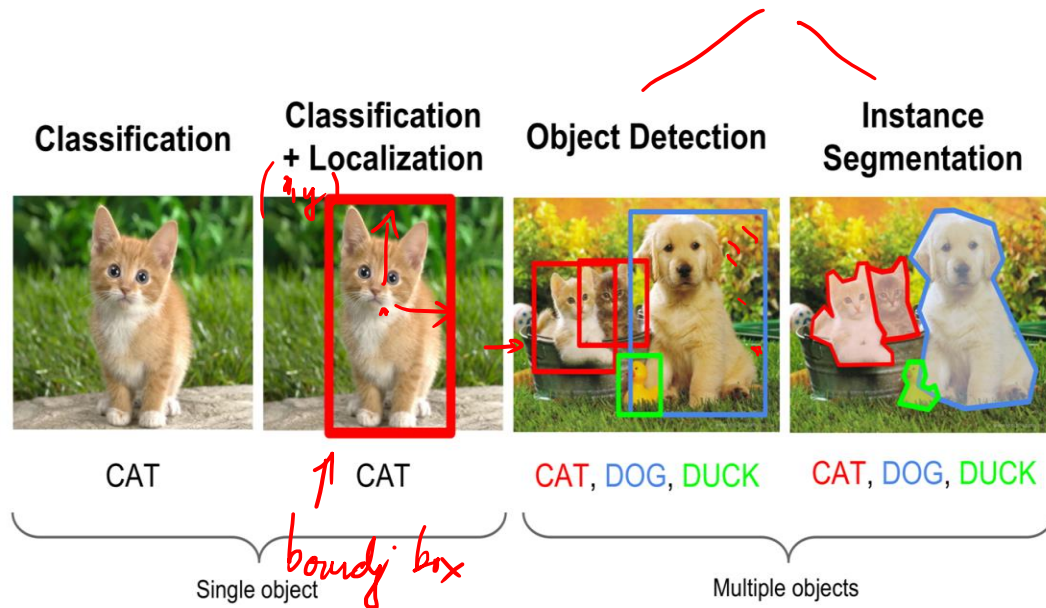 Classification
Classification
+ Localization
Object Detection
Instance
Segmentation
CAT
CAT
CAT, DOG, DUCK
CAT, DOG, DUCK
box
Single object
Multiple objects